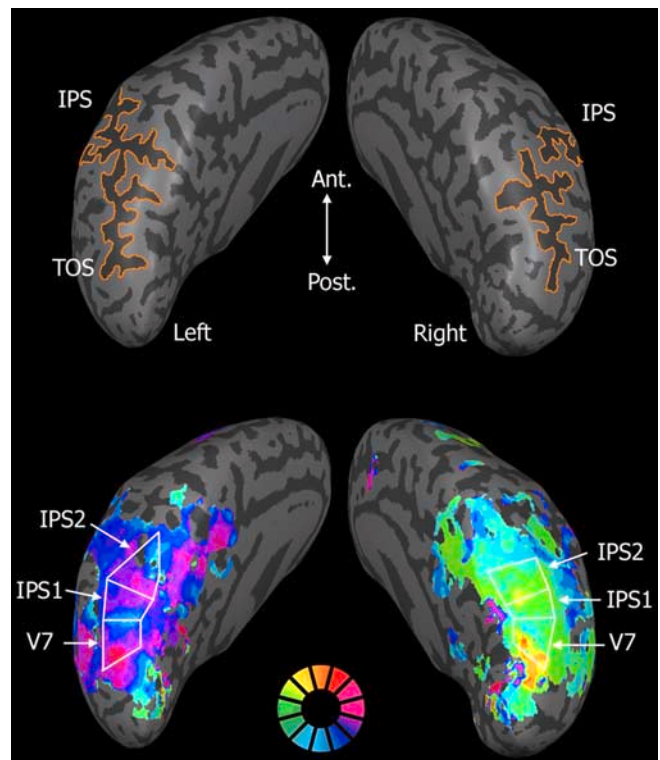 IPS
IPS
Ant.
TOS
TOS
Post.
Left
Right
IPS2
IPS2
IPS1
IPS1
V7
V7